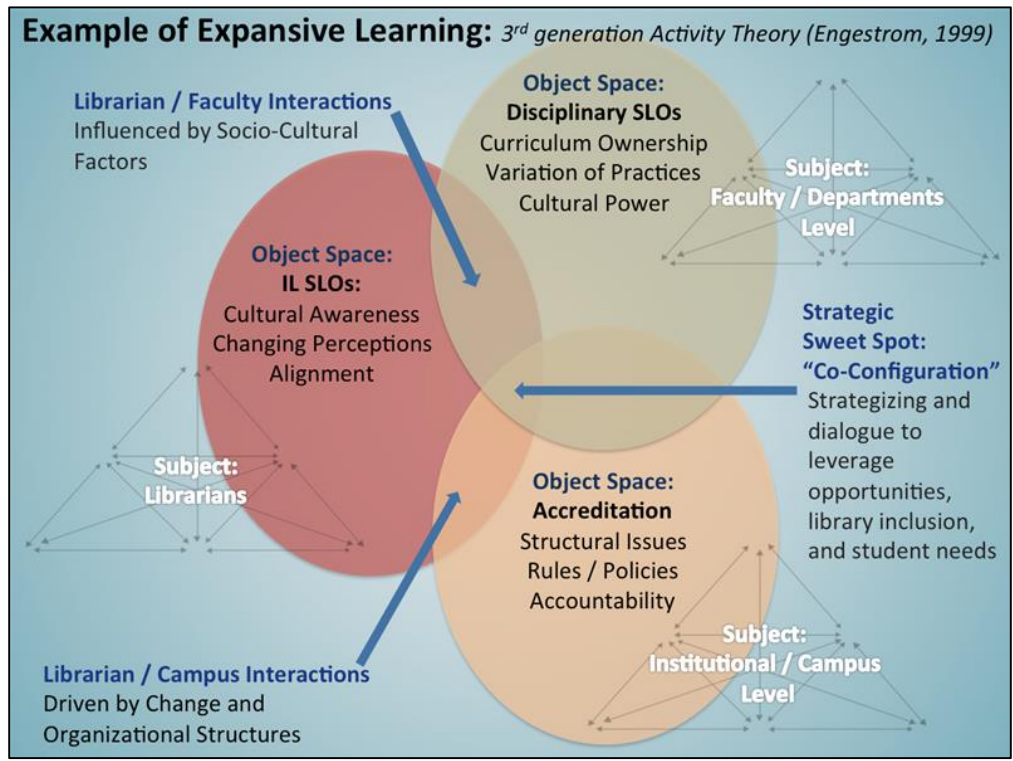 Example of Expansive Learning: 3rd generation Activity Theory (Engestrom, 1999)
Librarian / Faculty Interactions
Influenced by Socio-Cultural
Factors
Object Space:
Disciplinary SLOs
Curriculum Ownership
Variation of Practices
Cultural Power
Subject:
Faculty / Departments
Level
Object Space:
IL SLOs:
Cultural Awareness
Changing Perceptions
Alignment
Strategic
Sweet Spot:
“Co-Configuration”
Strategizing and
dialogue to
leverage
opportunities,
library inclusion,
and student needs
Subject:
Librarians
Object Space:
Accreditation
Structural Issues
Rules / Policies
Accountability
Subject:
Institutional / Campus
Level
Librarian / Campus Interactions
Driven by Change and
Organizational Structures